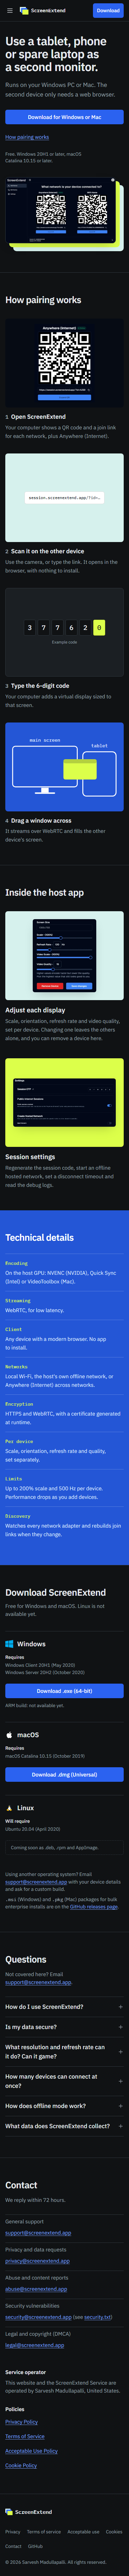 ScreenExtend
Download
Use a tablet, phone
or spare laptop as
a second monitor.
Runs on your Windows PC or Mac. The
second device only needs a web browser.
Download for Windows or Mac
How pairing works
Free. Windows 20H1 or later, macOS
Catalina 10.15 or later.
How pairing works
Anywhere (Internet)
1 Open ScreenExtend
Your computer shows a QR code and a join link
for each network, plus Anywhere (Internet).
session.screenextend.app/?id=…
2 Scan it on the other device
Use the camera, or type the link. It opens in the
browser, with nothing to install.
3 7 7 6 2 0
Example code
3 Type the 6-digit code
Your computer adds a virtual display sized to
that screen.
main screen
tablet
4 Drag a window across
It streams over WebRTC and fills the other
device's screen.
Inside the host app
Adjust each display
Scale, orientation, refresh rate and video quality,
set per device. Changing one leaves the others
alone, and you can remove a device here.
Settings
Session settings
Regenerate the session code, start an offline
hosted network, set a disconnect timeout and
read the debug logs.
Technical details
Encoding
On the host GPU: NVENC (NVIDIA), Quick Sync
(Intel) or VideoToolbox (Mac).
Streaming
WebRTC, for low latency.
Client
Any device with a modern browser. No app
to install.
Networks
Local Wi-Fi, the host's own offline network, or
Anywhere (Internet) across networks.
Encryption
HTTPS and WebRTC, with a certificate generated
at runtime.
Per device
Scale, orientation, refresh rate and quality,
set separately.
Limits
Up to 200% scale and 500 Hz per device.
Performance drops as you add devices.
Discovery
Watches every network adapter and rebuilds join
links when they change.
Download ScreenExtend
Free for Windows and macOS. Linux is not
available yet.
Windows
Requires
Windows Client 20H1 (May 2020)
Windows Server 20H2 (October 2020)
Download .exe (64-bit)
ARM build: not available yet.
macOS
Requires
macOS Catalina 10.15 (October 2019)
Download .dmg (Universal)
Linux
Will require
Ubuntu 20.04 (April 2020)
Coming soon as .deb, .rpm and AppImage.
Using another operating system? Email
support@screenextend.app with your device details
and ask for a custom build.
.msi (Windows) and .pkg (Mac) packages for bulk
enterprise installs are on the GitHub releases page.
Questions
Not covered here? Email
support@screenextend.app.
How do I use ScreenExtend?
Is my data secure?
What resolution and refresh rate can
it do? Can it game?
How many devices can connect at
once?
How does offline mode work?
What data does ScreenExtend collect?
Contact
We reply within 72 hours.
General support
support@screenextend.app
Privacy and data requests
privacy@screenextend.app
Abuse and content reports
abuse@screenextend.app
Security vulnerabilities
security@screenextend.app (see security.txt)
Legal and copyright (DMCA)
legal@screenextend.app
Service operator
This website and the ScreenExtend Service are
operated by Sarvesh Madullapalli, United States.
Policies
Privacy Policy
Terms of Service
Acceptable Use Policy
Cookie Policy
ScreenExtend
Privacy Terms of service Acceptable use Cookies
Contact GitHub
© 2026 Sarvesh Madullapalli. All rights reserved.